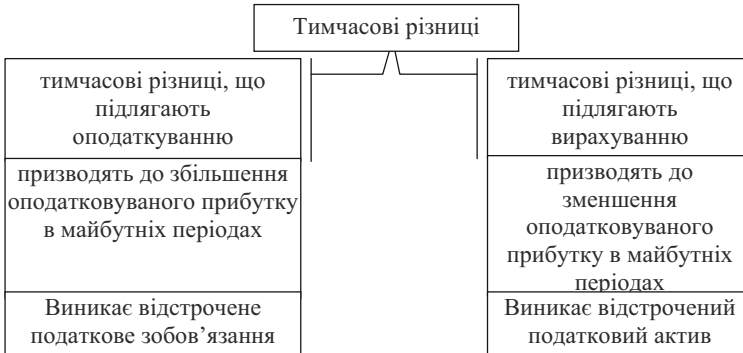 Тимчасові різниці
тимчасові різниці, що
підлягають
оподаткуванню
призводять до збільшення
оподатковуваного прибутку
в майбутніх періодах
Виникає відстрочене
податкове зобов’язання
тимчасові різниці, що
підлягають
вирахуванню
призводять до
зменшення
оподатковуваного
прибутку в майбутніх
періодах
Виникає відстрочений
податковий актив